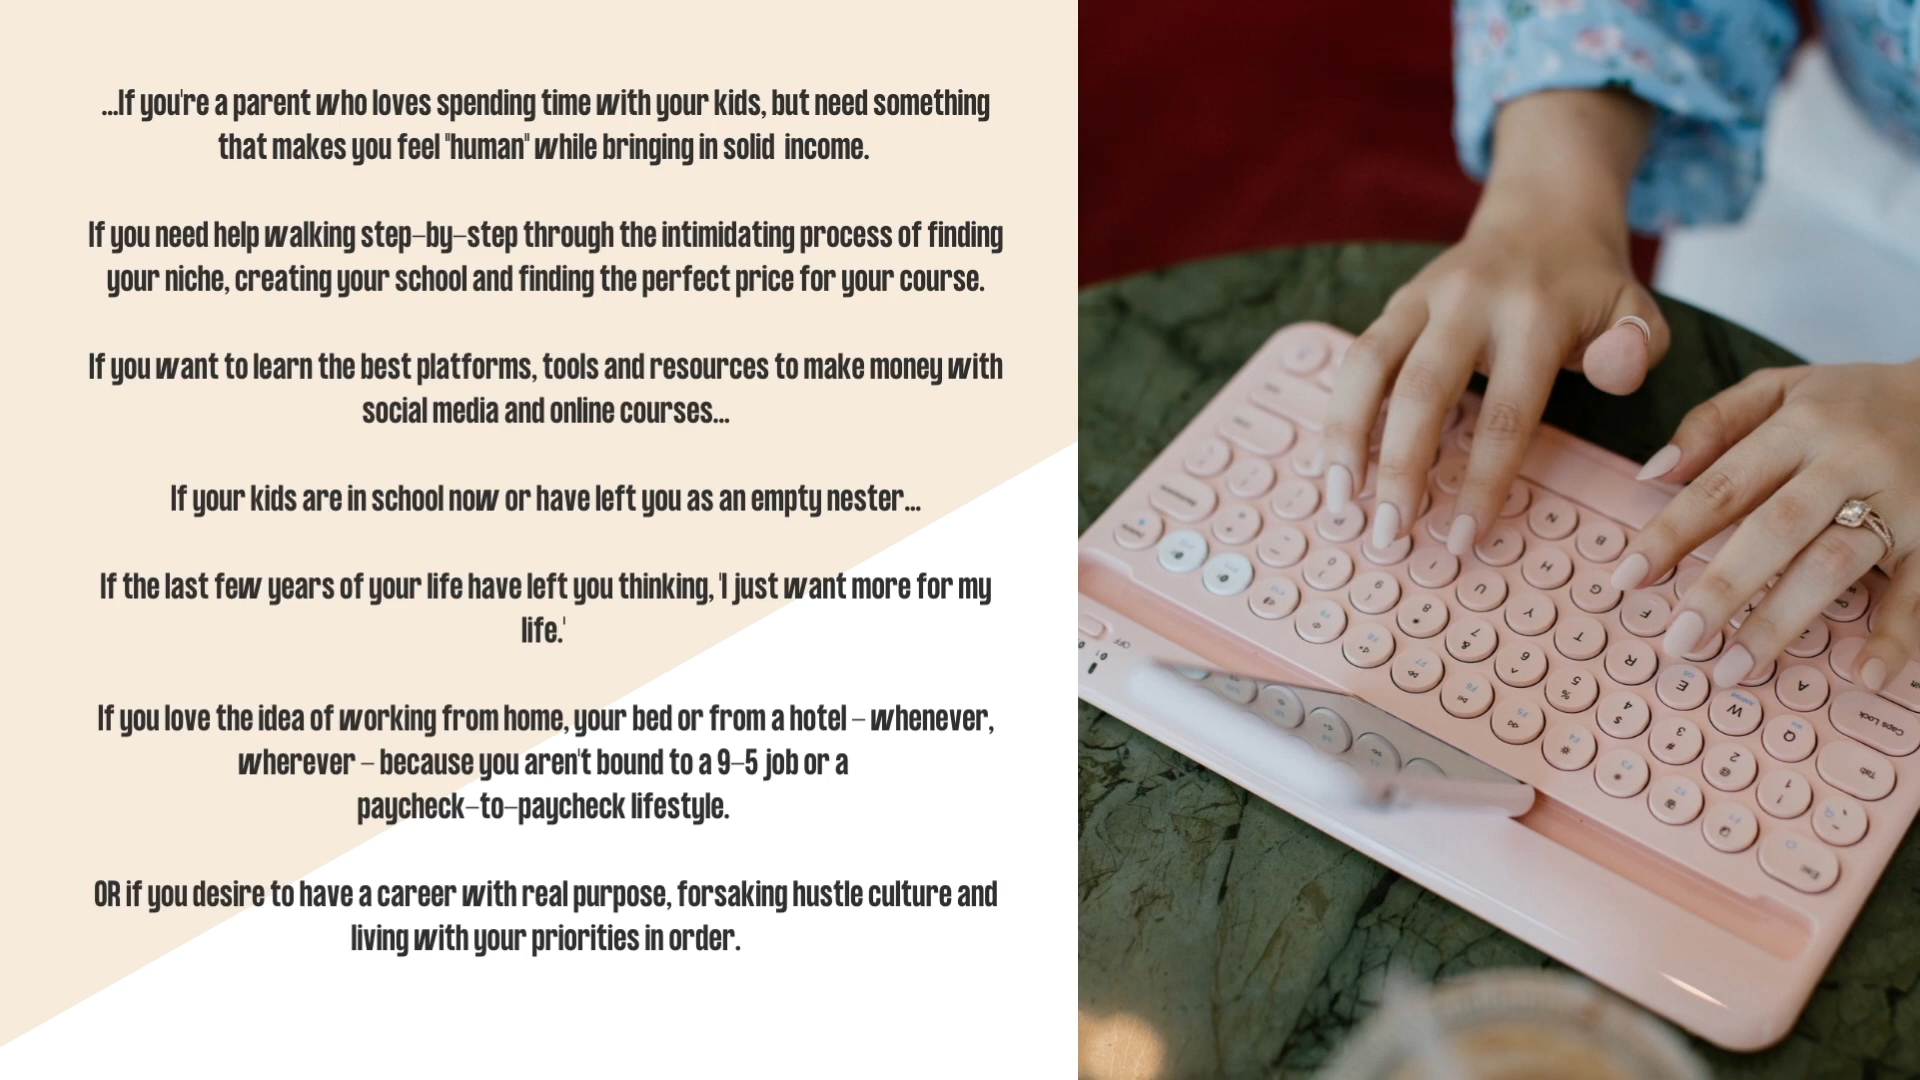 ...If you're a parent who loves spending time with your kids, but need something
that makes you feel "human" while bringing in solid income.
If you need help walking step-by-step through the intimidating process of finding
your niche, creating your school and finding the perfect price for your course.
If you want to learn the best platforms, tools and resources to make money with
social media and online courses...
If your kids are in school now or have left you as an empty nester...
If the last few years of your life have left you thinking, 'I just want more for my
life.'
If you love the idea of working from home, your bed or from a hotel - whenever,
wherever - because you aren't bound to a 9-5 job or a
paycheck-to-paycheck lifestyle.
OR if you desire to have a career with real purpose, forsaking hustle culture and
living with your priorities in order.
OFF
N B
J H G F
I U Y T R E W Q A
Caps Lock
Tab
Esc